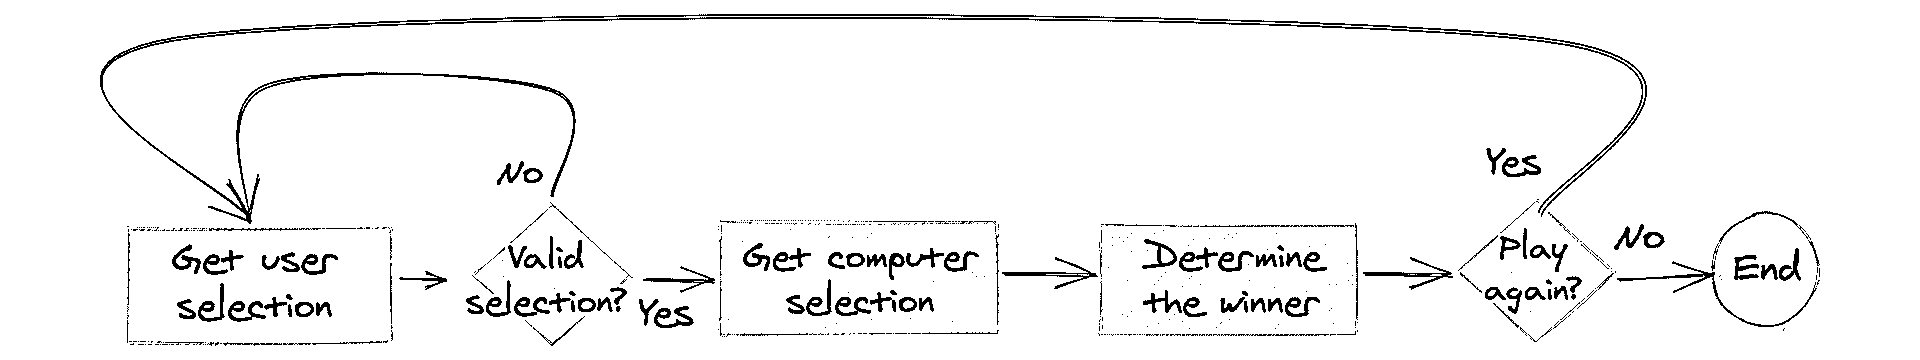 No
Yes
Get user
selection
Valid
selection?
Yes
Get computer
selection
Determine
the winner
Play
again?
No
End